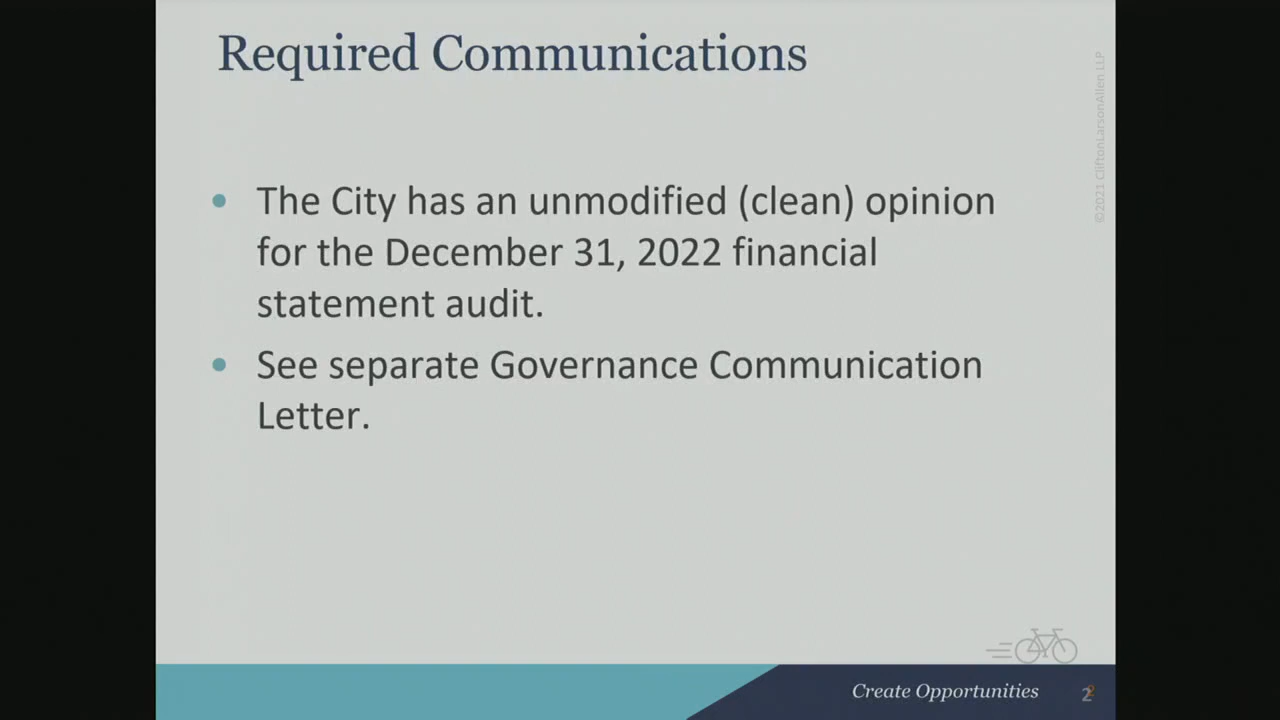 Required Communications
©2021 CliftonLarsonAllen LLP
• The City has an unmodified (clean) opinion
for the December 31, 2022 financial
statement audit.
• See separate Governance Communication
Letter.
Create Opportunities
2